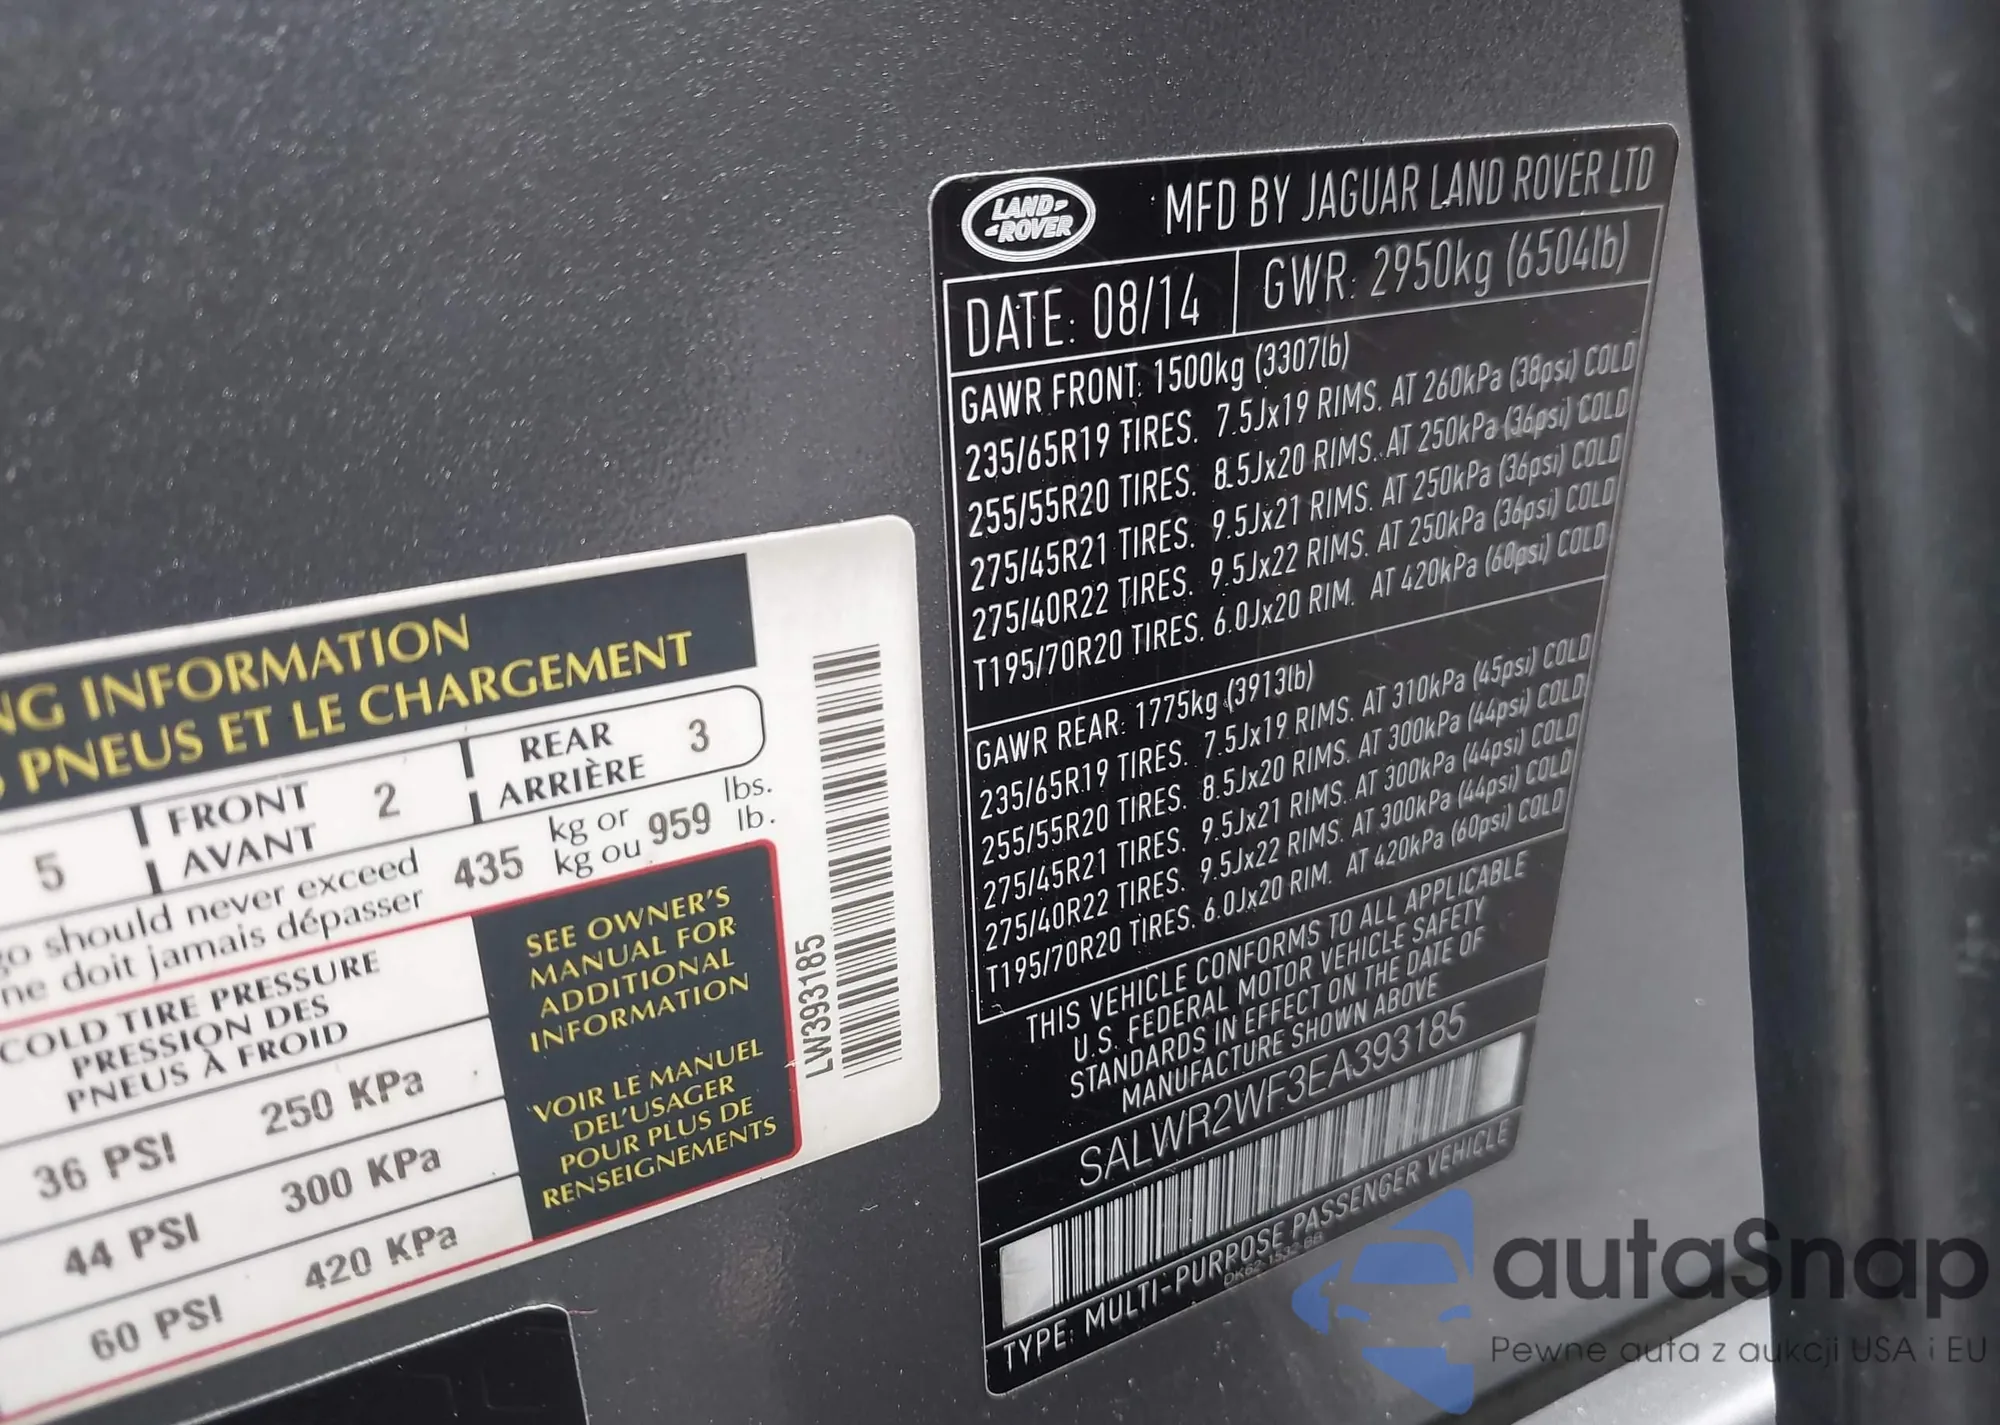 NG INFORMATION
S PNEUS ET LE CHARGEMENT
5 FRONT AVANT 2 REAR ARRIÈRE 3
go should never exceed 435 kg or 959 lbs.
ne doit jamais dépasser kg ou lb.
COLD TIRE PRESSURE
PRESSION DES
PNEUS À FROID
36 PSI 250 KPa
44 PSI 300 KPa
60 PSI 420 KPa
SEE OWNER'S
MANUAL FOR
ADDITIONAL
INFORMATION
VOIR LE MANUEL
DEL'USAGER
POUR PLUS DE
RENSEIGNEMENTS
LW393185
LAND-
-ROVER
MFD BY JAGUAR LAND ROVER LTD
DATE: 08/14 GWR: 2950kg (6504lb)
GAWR FRONT: 1500kg (3307lb)
235/65R19 TIRES. 7.5Jx19 RIMS. AT 260kPa (38psi) COLD
255/55R20 TIRES. 8.5Jx20 RIMS. AT 250kPa (36psi) COLD
275/45R21 TIRES. 9.5Jx21 RIMS. AT 250kPa (36psi) COLD
275/40R22 TIRES. 9.5Jx22 RIMS. AT 250kPa (36psi) COLD
T195/70R20 TIRES. 6.0Jx20 RIM. AT 420kPa (60psi) COLD
GAWR REAR: 1775kg (3913lb)
235/65R19 TIRES. 7.5Jx19 RIMS. AT 310kPa (45psi) COLD
255/55R20 TIRES. 8.5Jx20 RIMS. AT 300kPa (44psi) COLD
275/45R21 TIRES. 9.5Jx21 RIMS. AT 300kPa (44psi) COLD
275/40R22 TIRES. 9.5Jx22 RIMS. AT 300kPa (44psi) COLD
T195/70R20 TIRES. 6.0Jx20 RIM. AT 420kPa (60psi) COLD
THIS VEHICLE CONFORMS TO ALL APPLICABLE
U.S. FEDERAL MOTOR VEHICLE SAFETY
STANDARDS IN EFFECT ON THE DATE OF
MANUFACTURE SHOWN ABOVE
SALWR2WF3EA393185
TYPE: MULTI-PURPOSE PASSENGER VEHICLE
DK62-1532-BB
autaSnap
Pewne auta z aukcji USA i EU